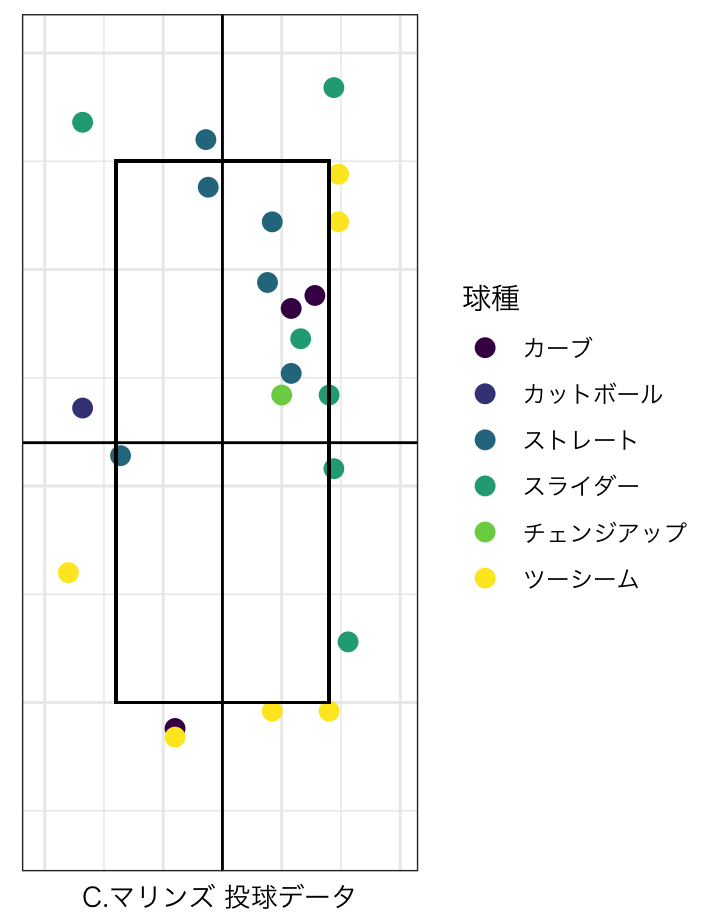 球種
カーブ
カットボール
ストレート
スライダー
チェンジアップ
ツーシーム
C.マリンズ 投球データ